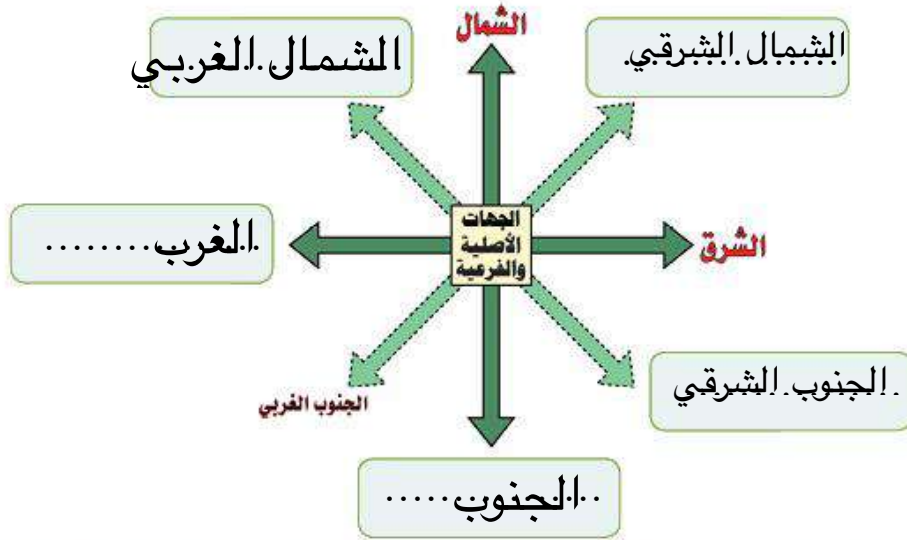 الشمال
الشمال الشرقي
الشمال الغربي
الجهات
الأصلية
والفرعية
الشرق
الغرب........
الجنوب الشرقي
الجنوب الغربي
..الجنوب.....